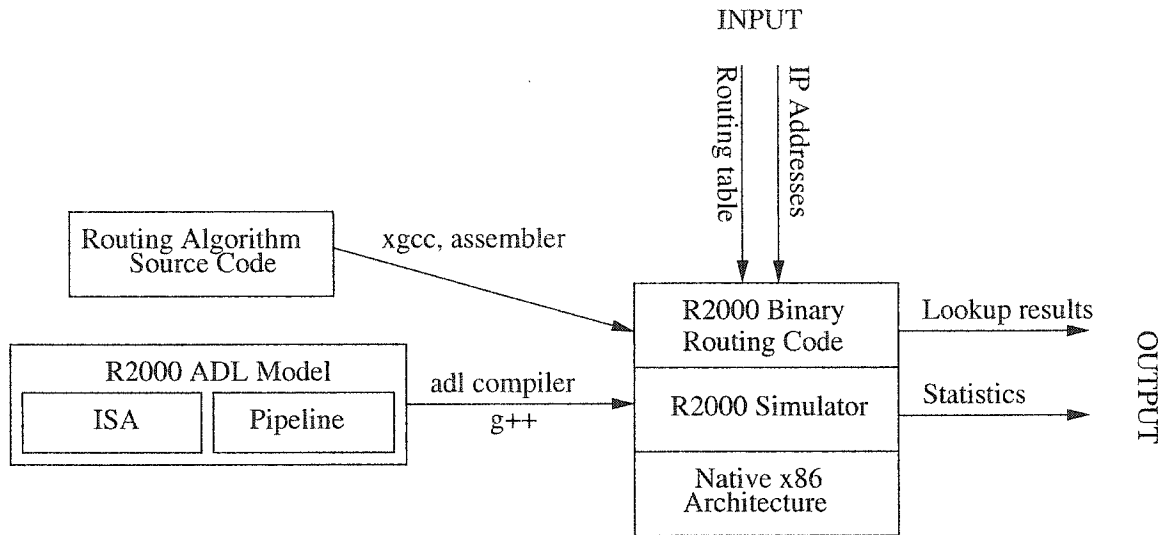 INPUT
Routing table
IP Addresses
Routing Algorithm
Source Code
xgcc, assembler
R2000 Binary
Routing Code
Lookup results
R2000 ADL Model
ISA
Pipeline
adl compiler
g++
R2000 Simulator
Statistics
OUTPUT
Native x86
Architecture